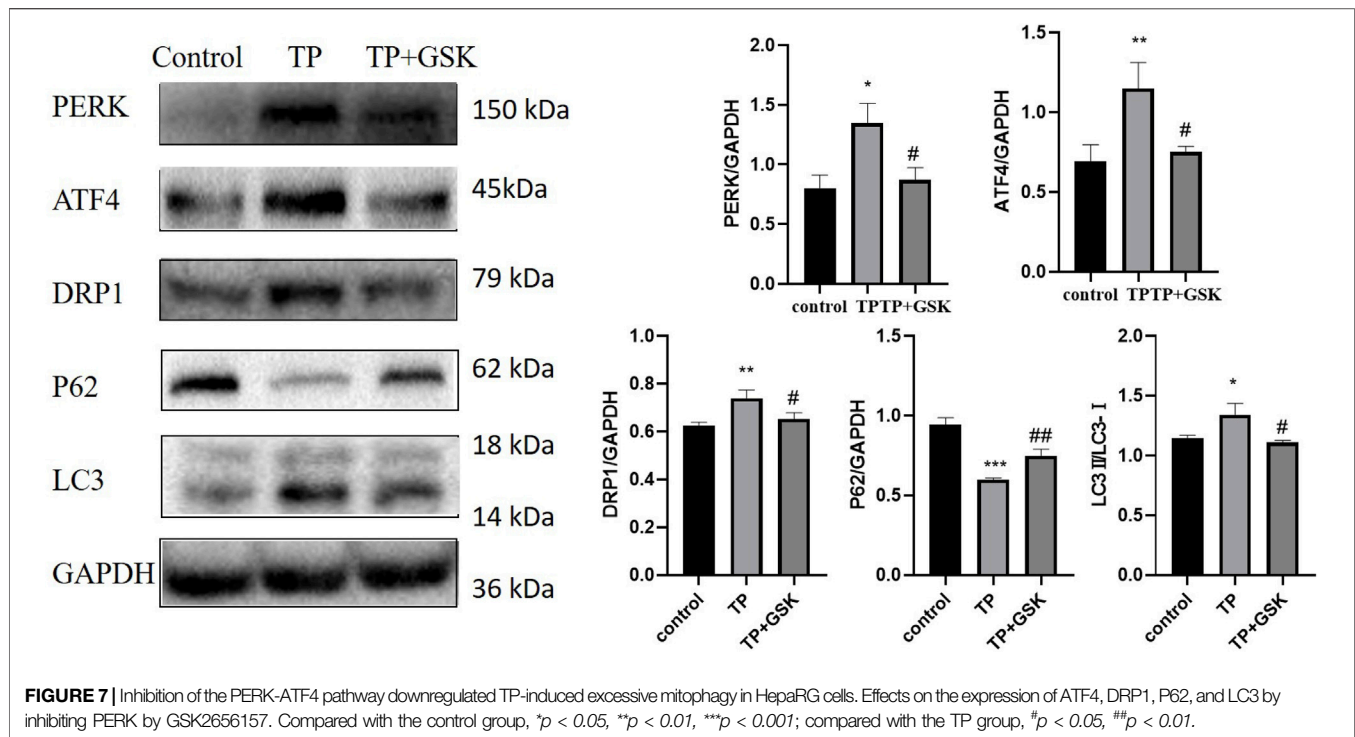 Control TP TP+GSK
PERK 150 kDa
ATF4 45kDa
DRP1 79 kDa
P62 62 kDa
LC3 18 kDa
14 kDa
GAPDH 36 kDa
PERK/GAPDH
2.0
1.5
1.0
0.5
0.0
*
#
control TPTP+GSK
ATF4/GAPDH
1.5
1.0
0.5
0.0
**
#
control TPTP+GSK
DRP1/GAPDH
1.0
0.8
0.6
0.4
0.2
0.0
**
#
control TP TP+GSK
P62/GAPDH
1.5
1.0
0.5
0.0
***
##
control TP TP+GSK
LC3 II/LC3- I
2.0
1.5
1.0
0.5
0.0
*
#
control TP TP+GSK
FIGURE 7 | Inhibition of the PERK-ATF4 pathway downregulated TP-induced excessive mitophagy in HepaRG cells. Effects on the expression of ATF4, DRP1, P62, and LC3 by
inhibiting PERK by GSK2656157. Compared with the control group, *p < 0.05, **p < 0.01, ***p < 0.001; compared with the TP group, #p < 0.05, ##p < 0.01.